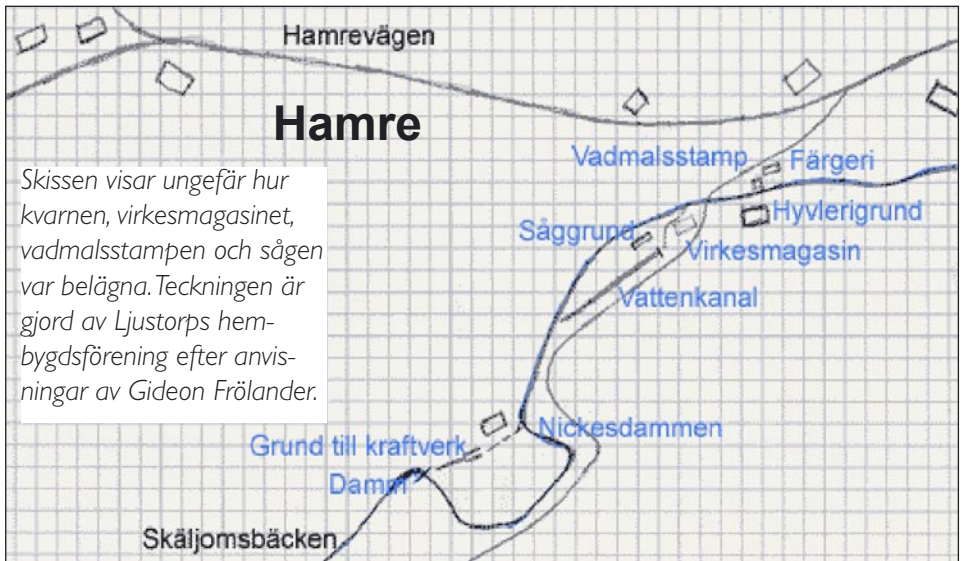 Hamrevägen
Hamre
Vadmalsstamp
Färgeri
Skissen visar ungefär hur
kvarnen, virkesmagasinet,
vadmalsstampen och sågen
var belägna. Teckningen är
gjord av Ljustorps hem-
bygdsförening efter anvis-
ningar av Gideon Frölander.
Såggrund
Hyvlerigrund
Virkesmagasin
Vattenkanal
Nickesdammen
Grund till kraftverk
Damm
Skäljomsbäcken